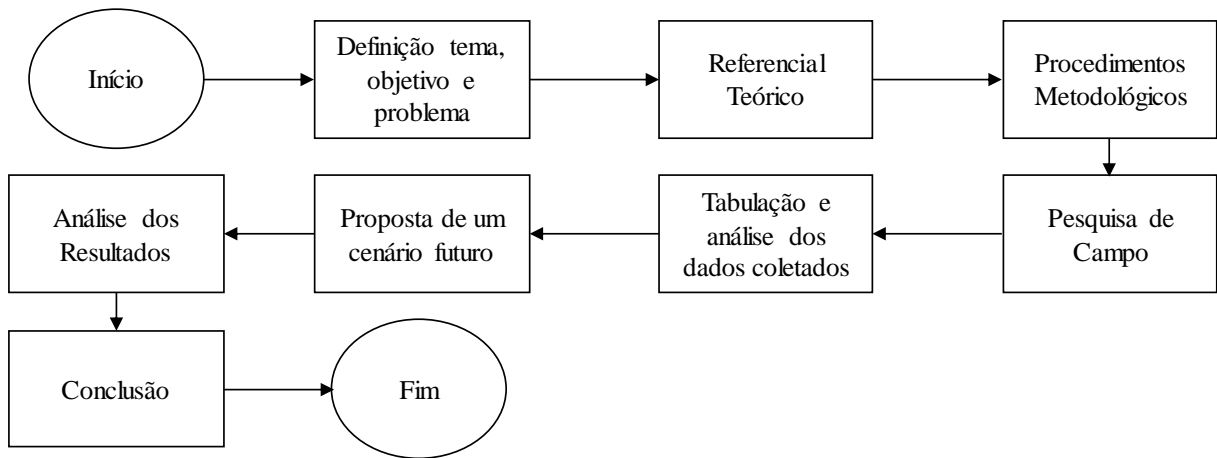 Início
Definição tema,
objetivo e
problema
Referencial
Teórico
Procedimentos
Metodológicos
Pesquisa de
Campo
Tabulação e
análise dos
dados coletados
Proposta de um
cenário futuro
Análise dos
Resultados
Conclusão
Fim